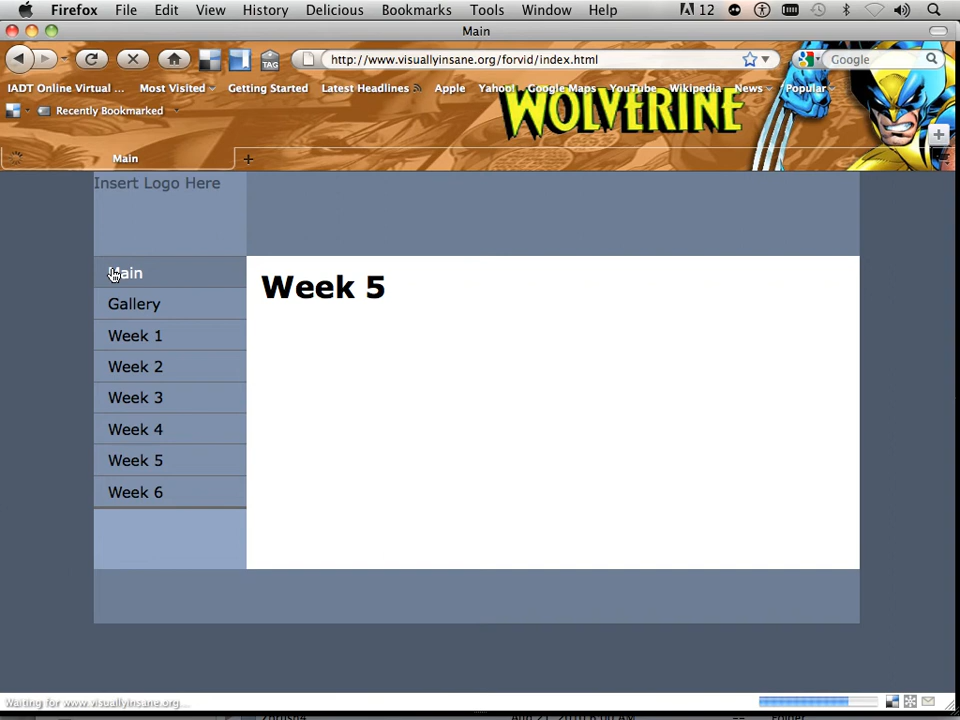 Firefox File Edit View History Delicious Bookmarks Tools Window Help 12
Main
TAG http://www.visuallyinsane.org/forvid/index.html Google
IADT Online Virtual ... Most Visited Getting Started Latest Headlines Apple Yahoo! Google Maps YouTube Wikipedia News Popular
Recently Bookmarked
WOLVERINE
Main
Insert Logo Here
Main
Week 5
Gallery
Week 1
Week 2
Week 3
Week 4
Week 5
Week 6
Waiting for www.visuallyinsane.org...